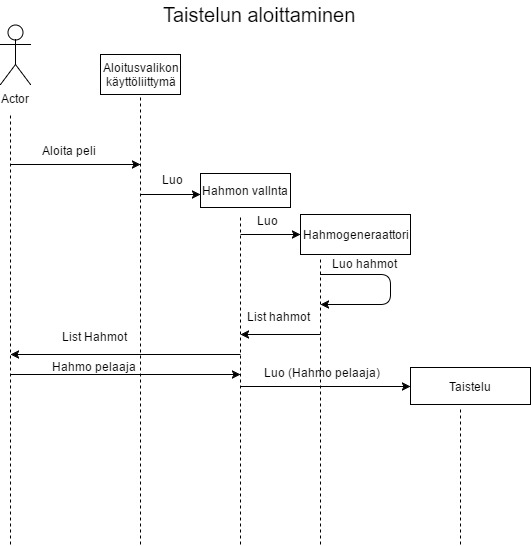 Taistelun aloittaminen
Actor
Aloitusvalikon
käyttöliittymä
Aloita peli
Luo
Hahmon valInta
Luo
Hahmogeneraattori
Luo hahmot
List hahmot
List Hahmot
Hahmo pelaaja
Luo (Hahmo pelaaja)
Taistelu